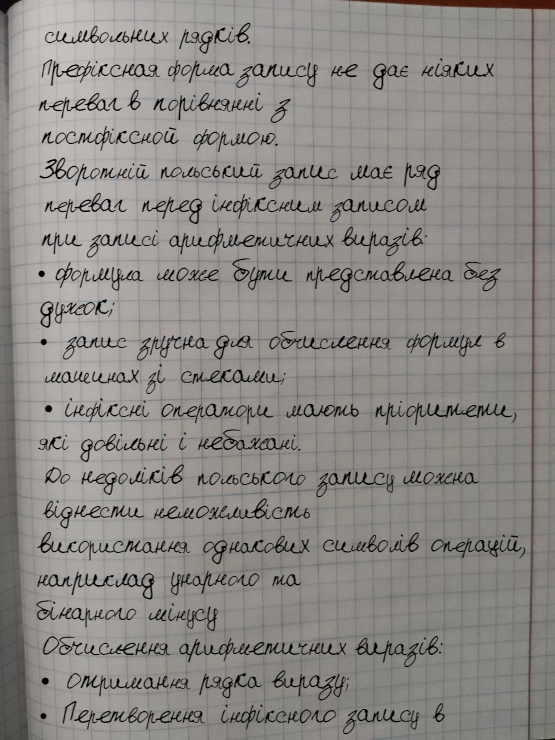 символьних рядків.
Префіксная форма запису не дає ніяких
переваг в порівнянні з
постфіксной формою.
Зворотній польський запис має ряд
переваг перед інфіксним записом
при записі арифметичних виразів:
• формула може бути представлена без
дужок;
• запис зручна для обчислення формул в
машинах зі стеками;
• інфіксні оператори мають пріоритети,
які довільні і небажані.
До недоліків польського запису можна
віднести неможливість
використання однакових символів операцій,
наприклад унарного та
бінарного мінусу
Обчислення арифметичних виразів:
• Отримання рядка виразу;
• Перетворення інфіксного запису в